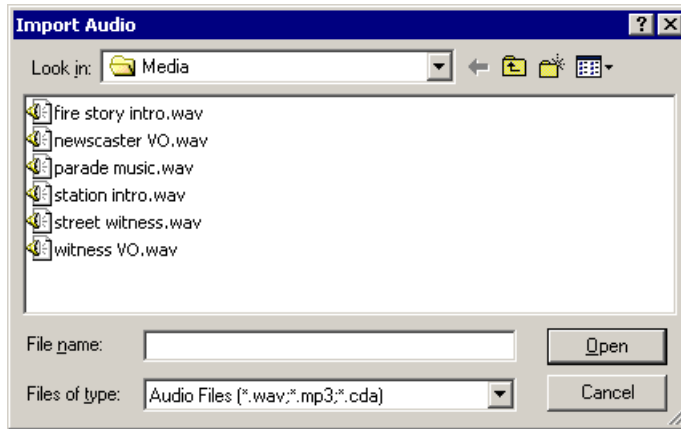 Import Audio
Look in: Media
fire story intro.wav
newscaster VO.wav
parade music.wav
station intro.wav
street witness.wav
witness VO.wav
File name: Open
Files of type: Audio Files (*.wav;*.mp3;*.cda) Cancel